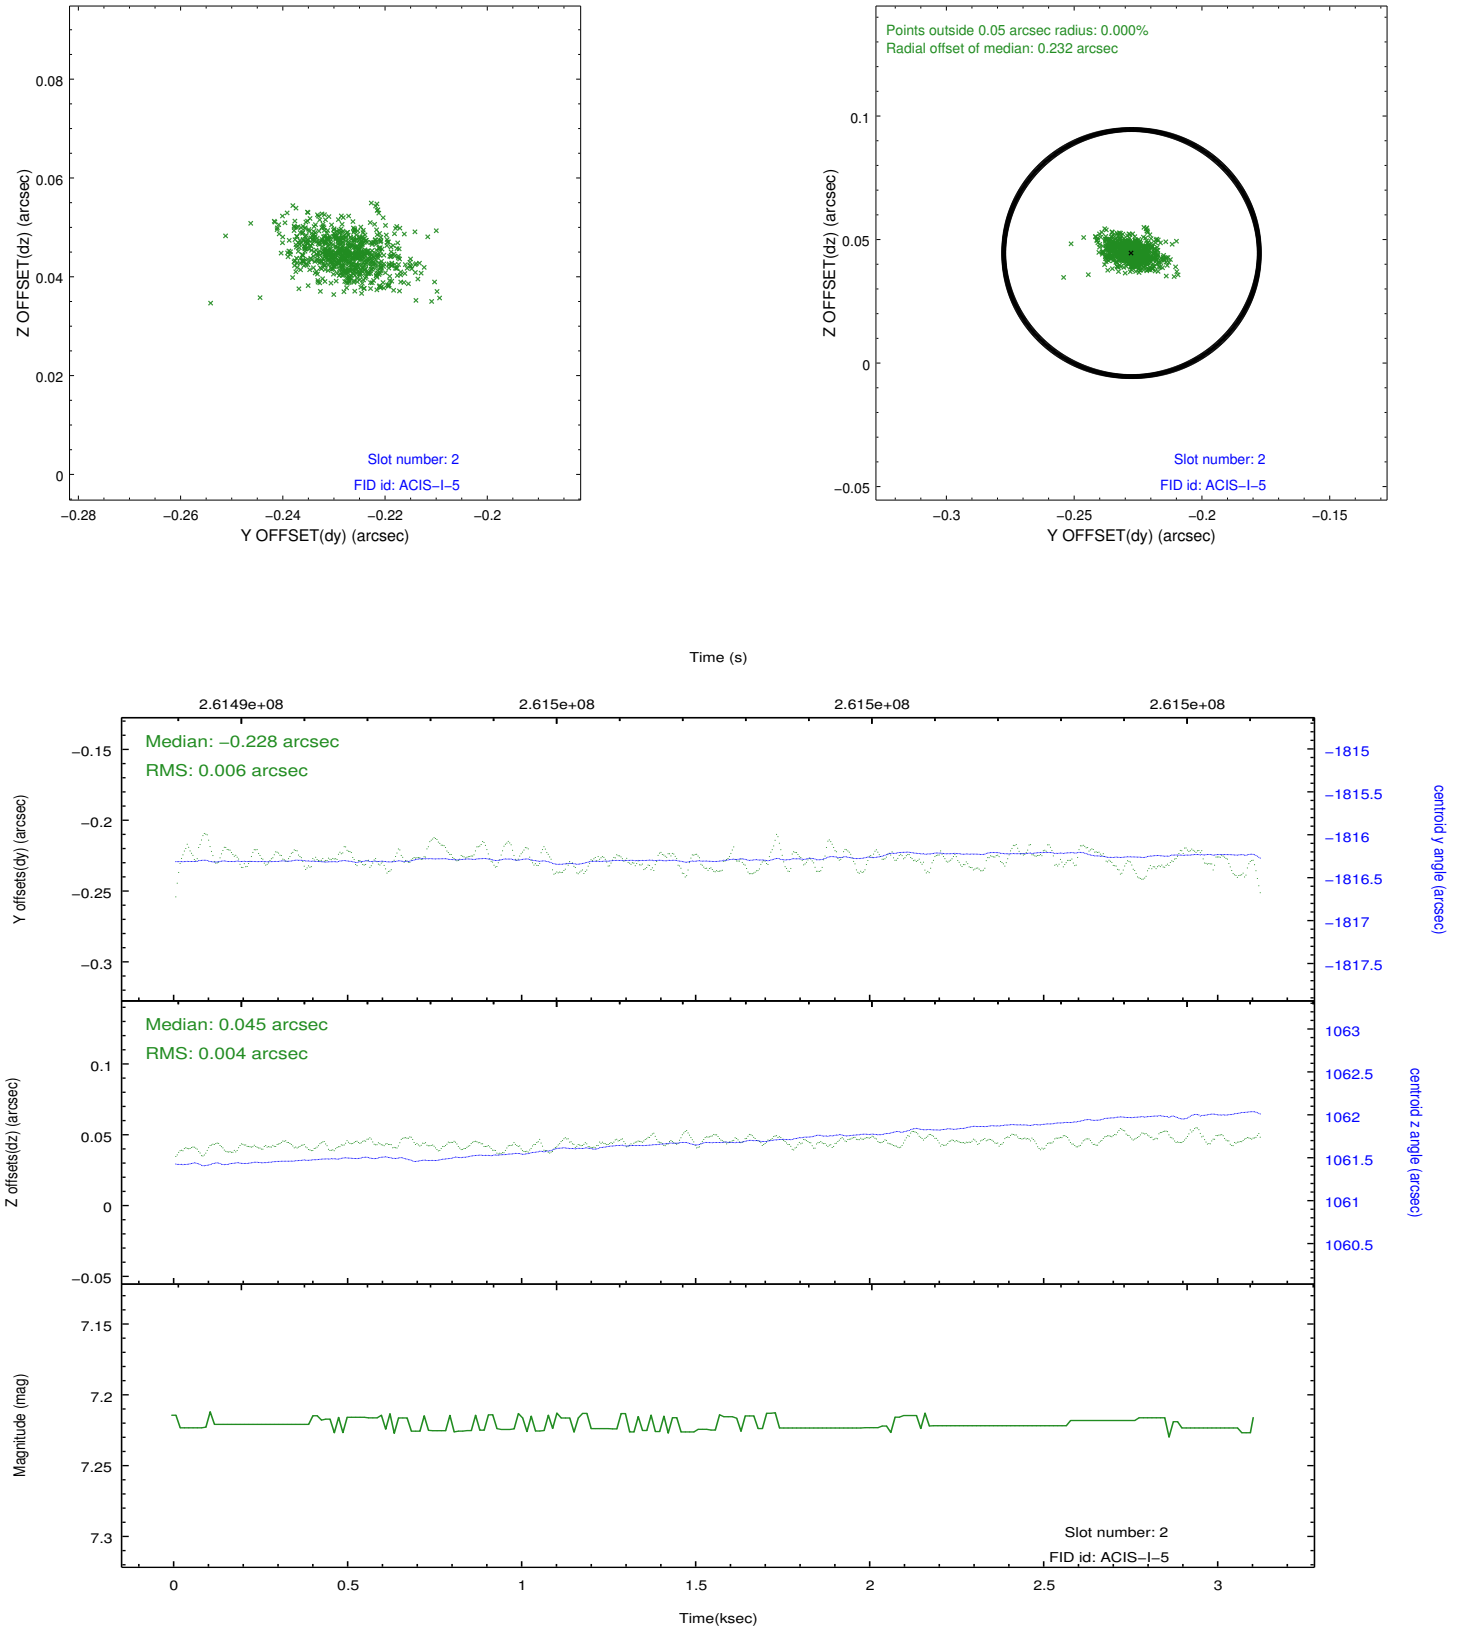 0.08
0.06
0.04
0.02
0
Z OFFSET(dz) (arcsec)
Slot number: 2
FID id: ACIS−I−5
−0.28 −0.26 −0.24 −0.22 −0.2
Y OFFSET(dy) (arcsec)
Points outside 0.05 arcsec radius: 0.000%
Radial offset of median: 0.232 arcsec
0.1
0.05
0
−0.05
Z OFFSET(dz) (arcsec)
Slot number: 2
FID id: ACIS−I−5
−0.3 −0.25 −0.2 −0.15
Y OFFSET(dy) (arcsec)
Time (s)
2.6149e+08 2.615e+08 2.615e+08 2.615e+08
Median: −0.228 arcsec
RMS: 0.006 arcsec
−0.15
−0.2
−0.25
−0.3
Y offsets(dy) (arcsec)
−1815
−1815.5
−1816
−1816.5
−1817
−1817.5
centroid y angle (arcsec)
Median: 0.045 arcsec
RMS: 0.004 arcsec
0.1
0.05
0
−0.05
Z offsets(dz) (arcsec)
1063
1062.5
1062
1061.5
1061
1060.5
centroid z angle (arcsec)
7.15
7.2
7.25
7.3
Magnitude (mag)
Slot number: 2
FID id: ACIS−I−5
0 0.5 1 1.5 2 2.5 3
Time(ksec)